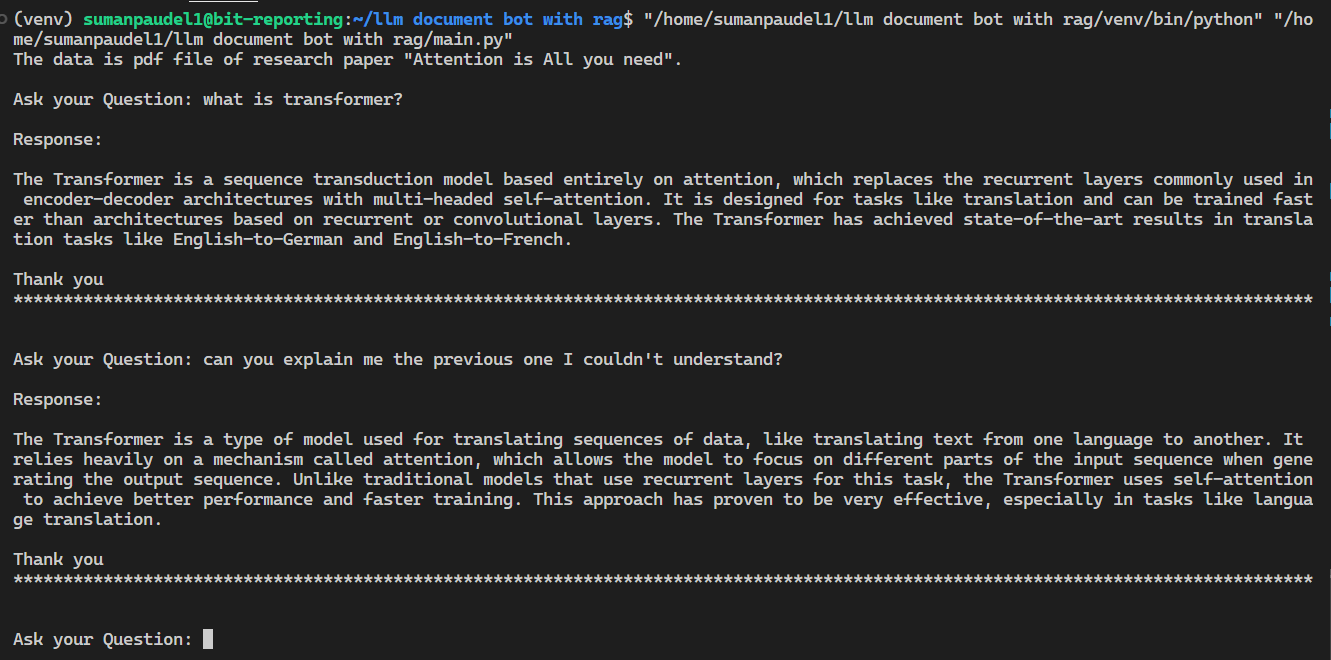 (venv) sumanpaudel1@bit-reporting:~/llm document bot with rag$ "/home/sumanpaudel1/llm document bot with rag/venv/bin/python" "/ho
me/sumanpaudel1/llm document bot with rag/main.py"
The data is pdf file of research paper "Attention is All you need".
Ask your Question: what is transformer?
Response:
The Transformer is a sequence transduction model based entirely on attention, which replaces the recurrent layers commonly used in
encoder-decoder architectures with multi-headed self-attention. It is designed for tasks like translation and can be trained fast
er than architectures based on recurrent or convolutional layers. The Transformer has achieved state-of-the-art results in transla
tion tasks like English-to-German and English-to-French.
Thank you
**********************************************************************************************************************************
Ask your Question: can you explain me the previous one I couldn't understand?
Response:
The Transformer is a type of model used for translating sequences of data, like translating text from one language to another. It
relies heavily on a mechanism called attention, which allows the model to focus on different parts of the input sequence when gene
rating the output sequence. Unlike traditional models that use recurrent layers for this task, the Transformer uses self-attention
to achieve better performance and faster training. This approach has proven to be very effective, especially in tasks like langua
ge translation.
Thank you
**********************************************************************************************************************************
Ask your Question: